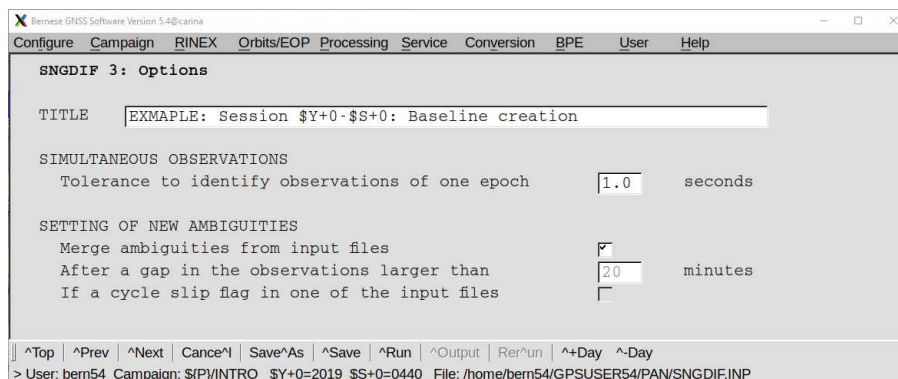 Bernese GNSS Software Version 5.4@carina
Configure Campaign RINEX Orbits/EOP Processing Service Conversion BPE User Help
SNGDIF 3: Options
TITLE EXMAPLE: Session $Y+0-$S+0: Baseline creation
SIMULTANEOUS OBSERVATIONS
Tolerance to identify observations of one epoch 1.0 seconds
SETTING OF NEW AMBIGUITIES
Merge ambiguities from input files
After a gap in the observations larger than 20 minutes
If a cycle slip flag in one of the input files
^Top ^Prev ^Next Cance^l Save^As ^Save ^Run ^Output Rer^un ^+Day ^-Day
> User: bern54 Campaign: ${P}/INTRO $Y+0=2019 $S+0=0440 File: /home/bern54/GPSUSER54/PAN/SNGDIF.INP